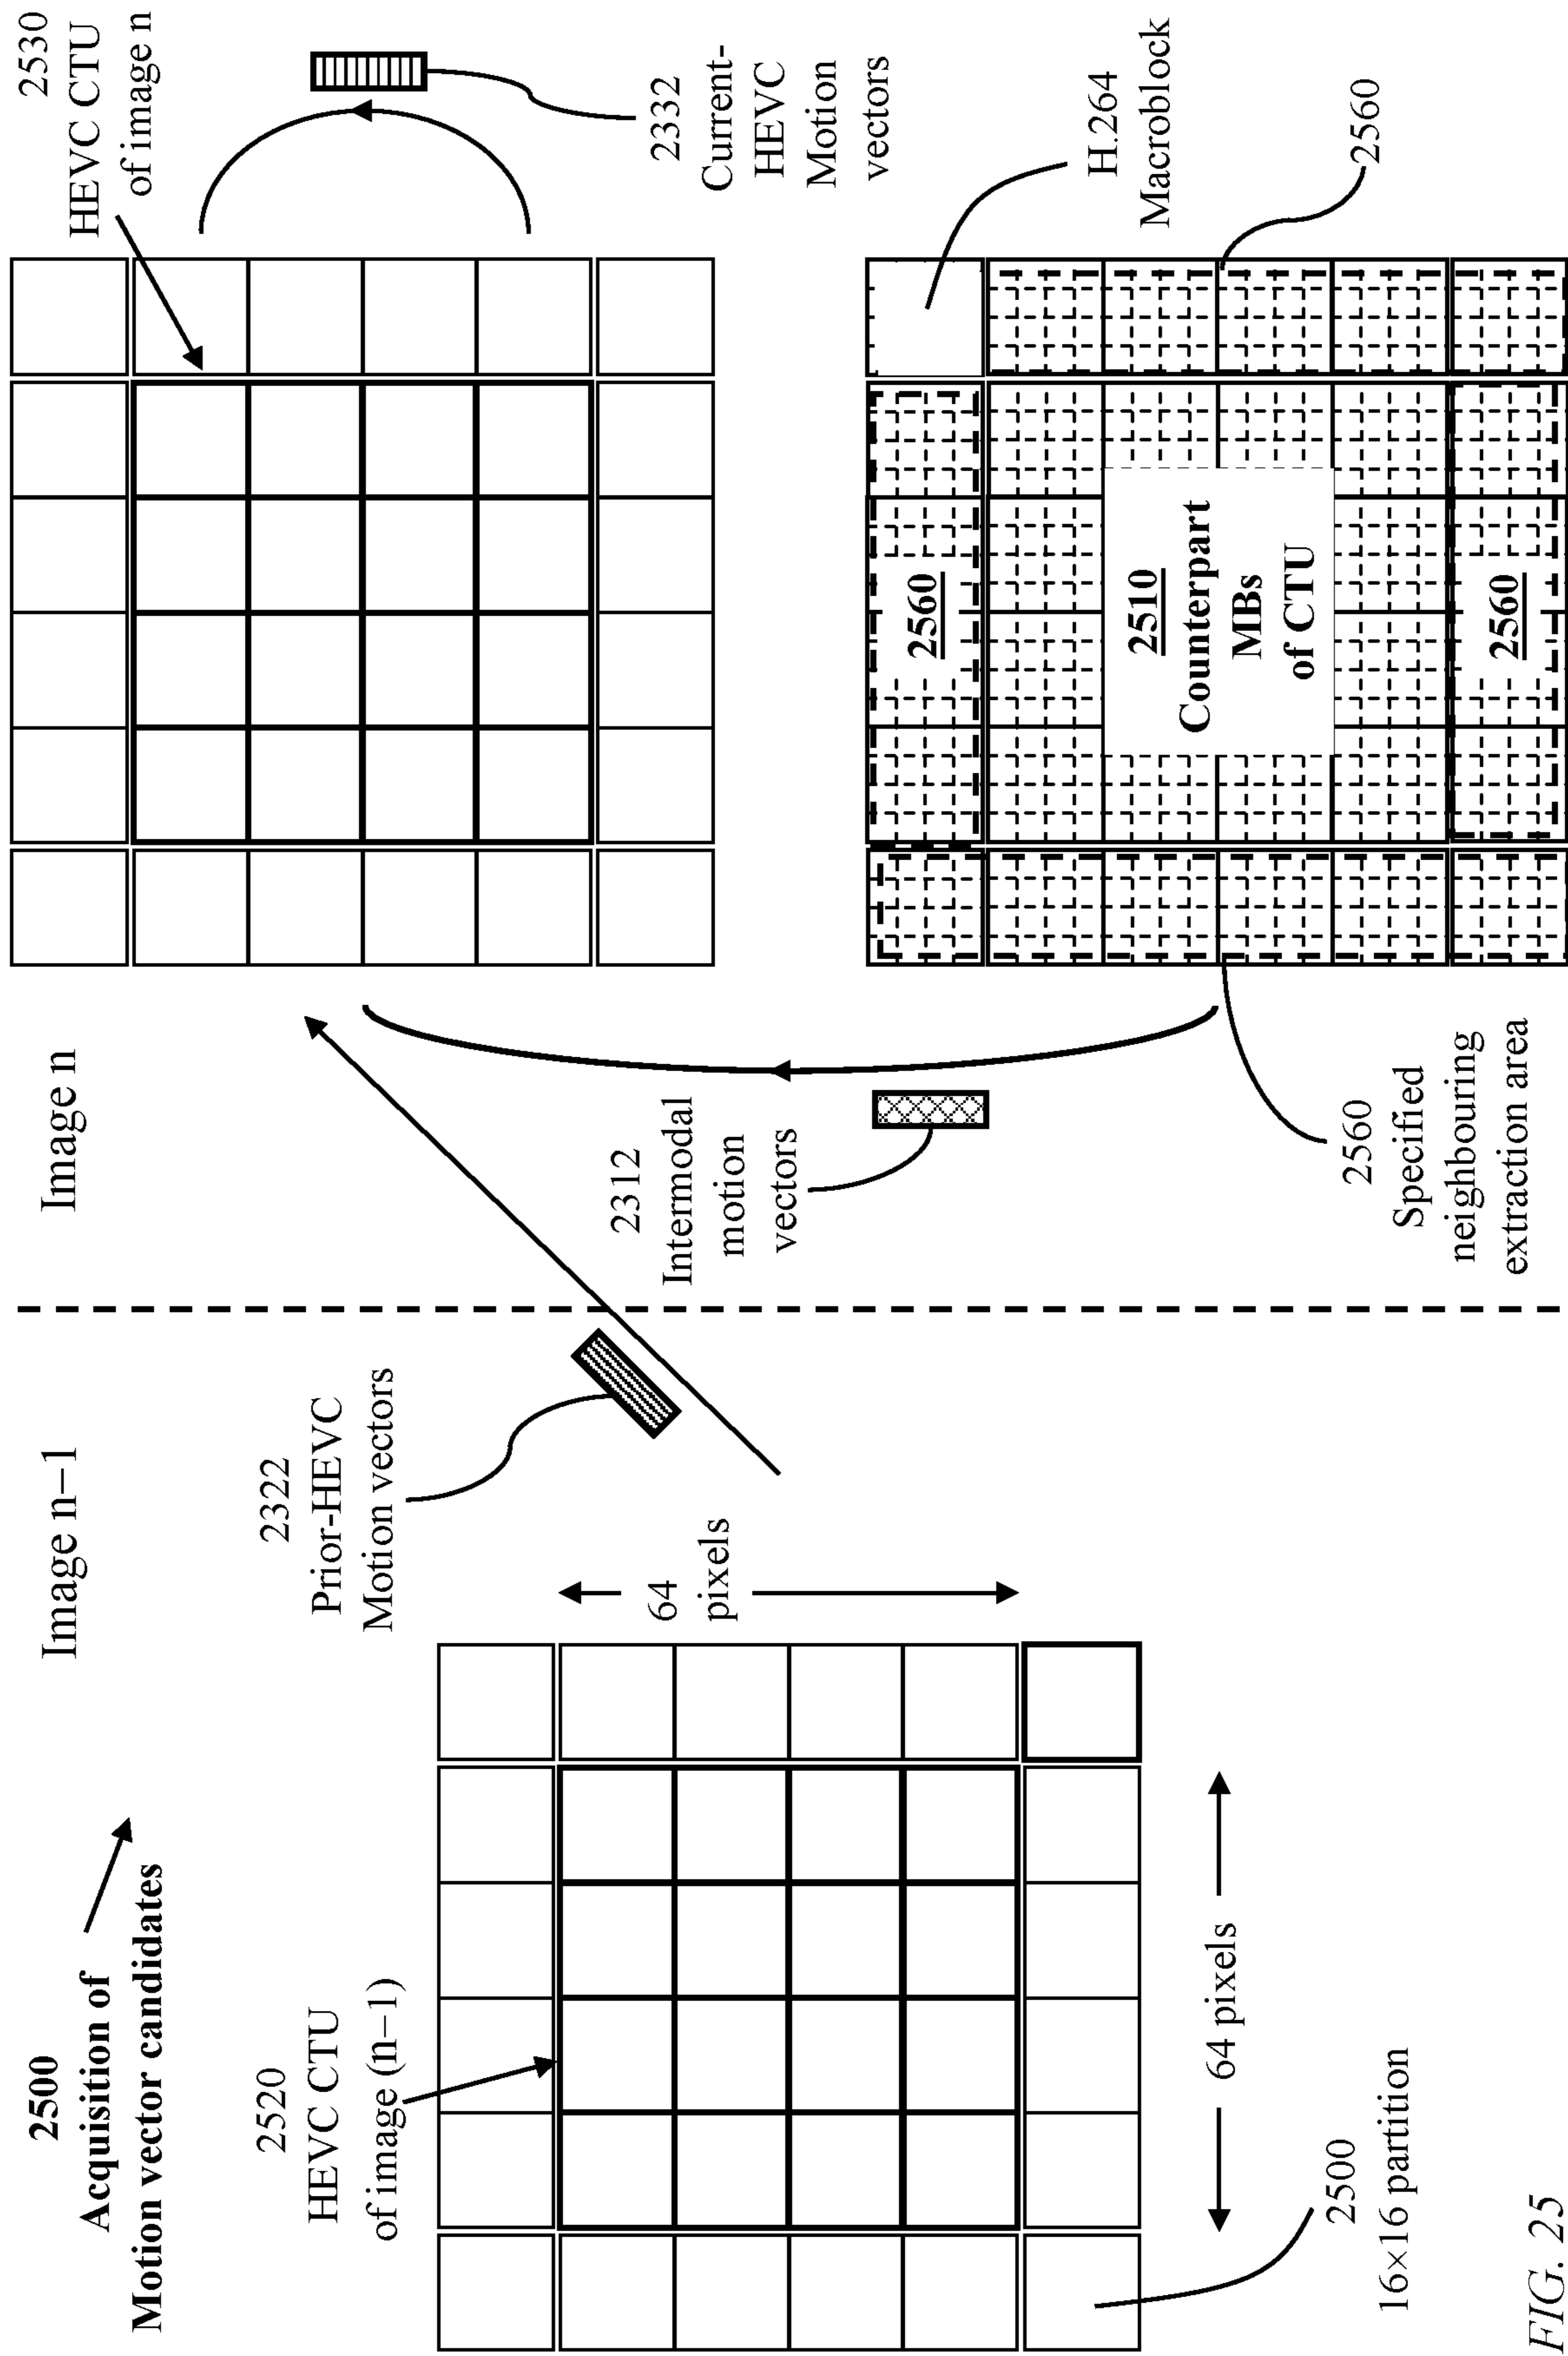 2500
Acquisition of
Motion vector candidates
Image n−1
Image n
2520
HEVC CTU
of image (n−1)
2322
Prior-HEVC
Motion vectors
64
pixels
64 pixels
2500
16×16 partition
2530
HEVC CTU
of image n
2332
Current-
HEVC
Motion
vectors
2312
Intermodal
motion
vectors
H.264
Macroblock
2560
2560
2510
Counterpart
MBs
of CTU
2560
2560
Specified
neighbouring
extraction area
FIG. 25